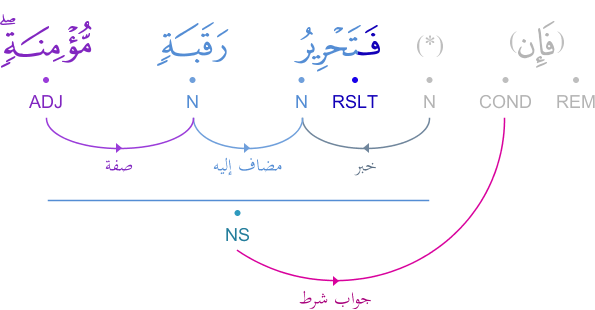 (فَإِن) (*) فَتَحْرِيرُ رَقَبَةٍ مُّؤْمِنَةٍۖ
REM COND N RSLT N N ADJ
خبر مضاف إليه صفة
NS
جواب شرط